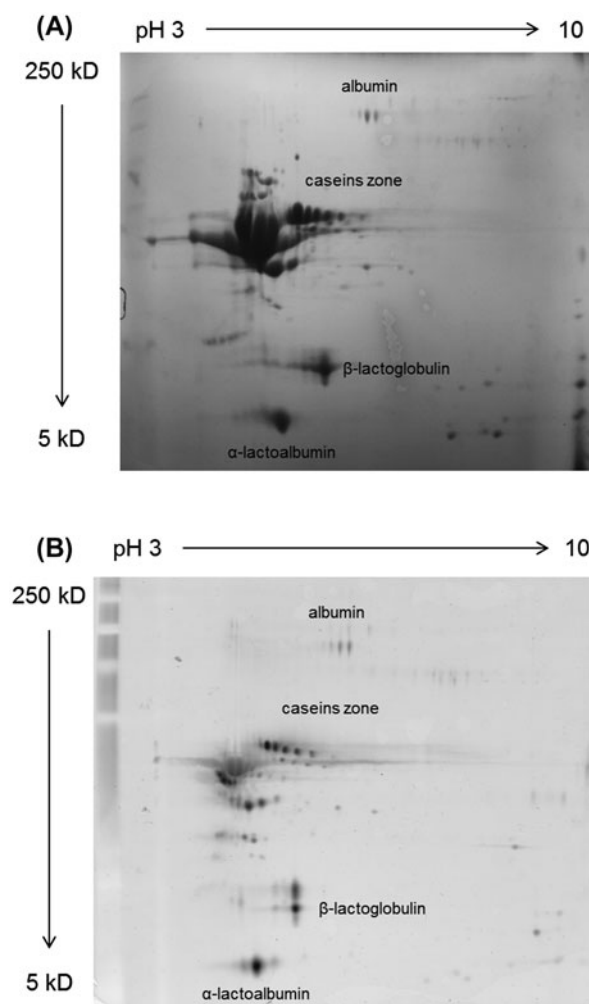 (A) pH 3 10
250 kD
albumin
caseins zone
β-lactoglobulin
5 kD
α-lactoalbumin
(B) pH 3 10
250 kD
albumin
caseins zone
β-lactoglobulin
5 kD
α-lactoalbumin